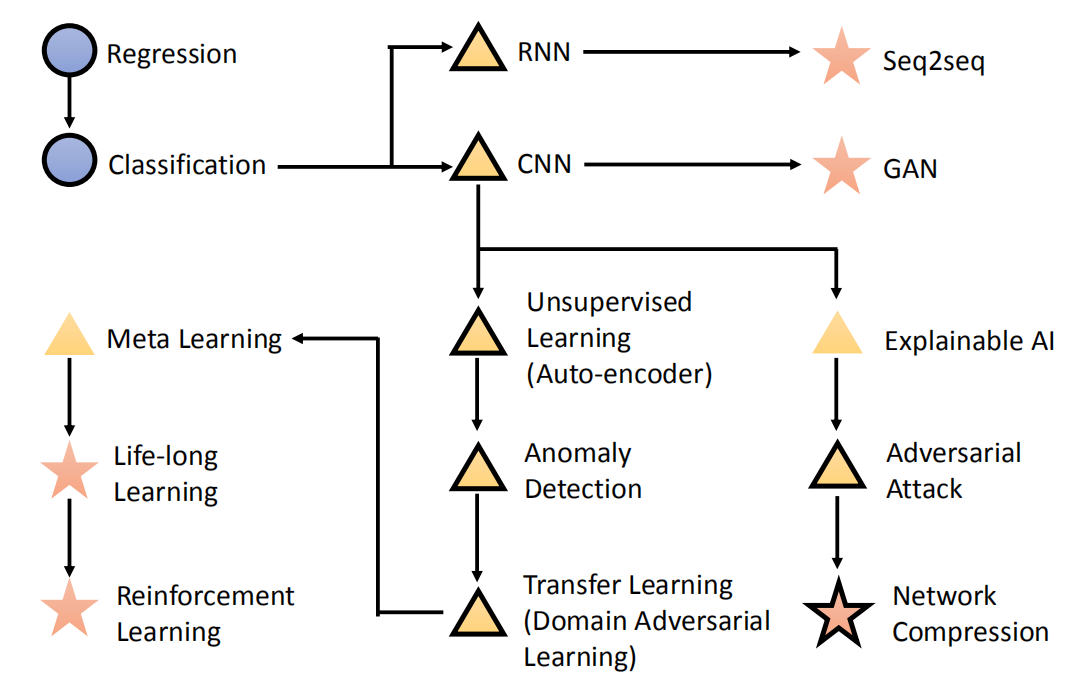 Regression
RNN
Seq2seq
Classification
CNN
GAN
Meta Learning
Unsupervised
Learning
(Auto-encoder)
Explainable AI
Life-long
Learning
Anomaly
Detection
Adversarial
Attack
Reinforcement
Learning
Transfer Learning
(Domain Adversarial
Learning)
Network
Compression